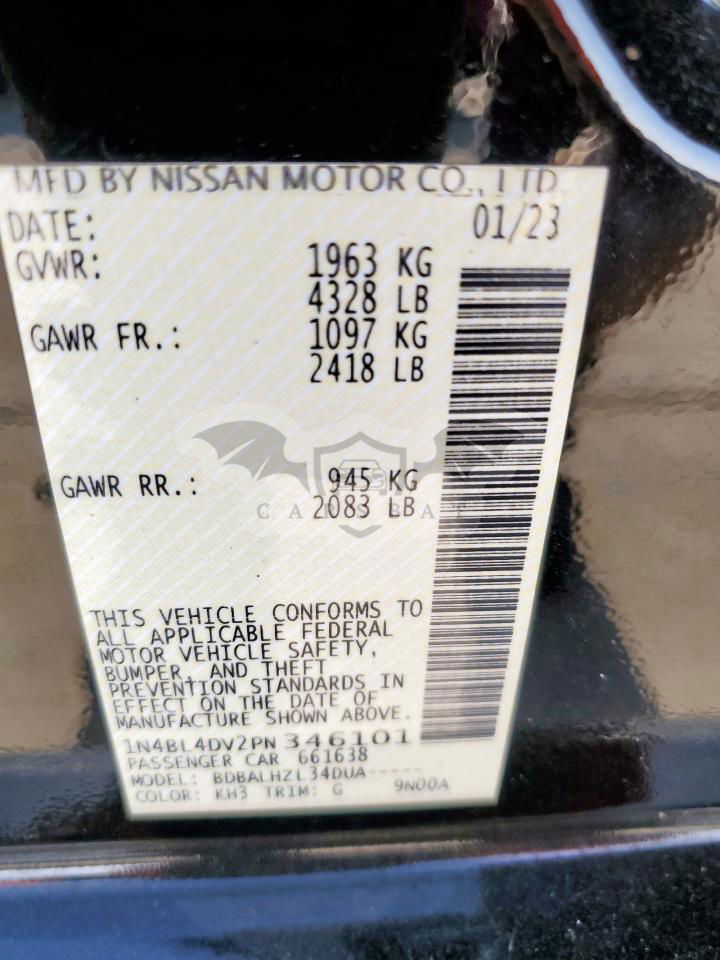 MFD BY NISSAN MOTOR CO., LTD.
DATE: 01/23
GVWR: 1963 KG
4328 LB
GAWR FR.: 1097 KG
2418 LB
GAWR RR.: 945 KG
2083 LB
CARSBAT
THIS VEHICLE CONFORMS TO
ALL APPLICABLE FEDERAL
MOTOR VEHICLE SAFETY,
BUMPER, AND THEFT
PREVENTION STANDARDS IN
EFFECT ON THE DATE OF
MANUFACTURE SHOWN ABOVE.
1N4BL4DV2PN346101
PASSENGER CAR 661638
MODEL: BDBALHZL34DUA-----
COLOR: KH3 TRIM: G 9N00A